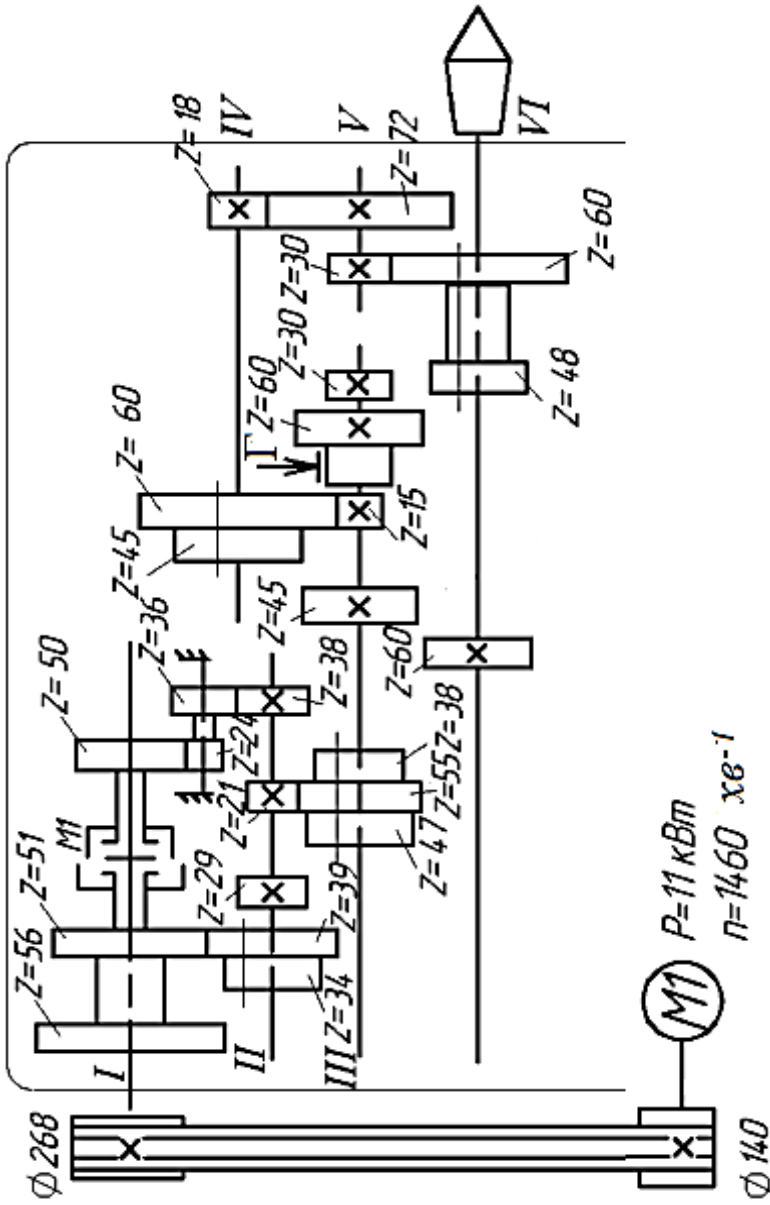 Z=56
Z=51
M1
Z=50
Z=36
Z=45
Z=60
Z=18
IV
I
II
Z=29
Z=21
Z=24
Z=38
Г
Z=60
Z=30
Z=30
V
Z=72
Z=34
Z=39
III
Z=47
Z=55
Z=38
Z=45
Z=15
Z=60
Z=48
Z=60
VI
Ø268
Ø140
M1
P=11 кВт
n=1460 хв-1